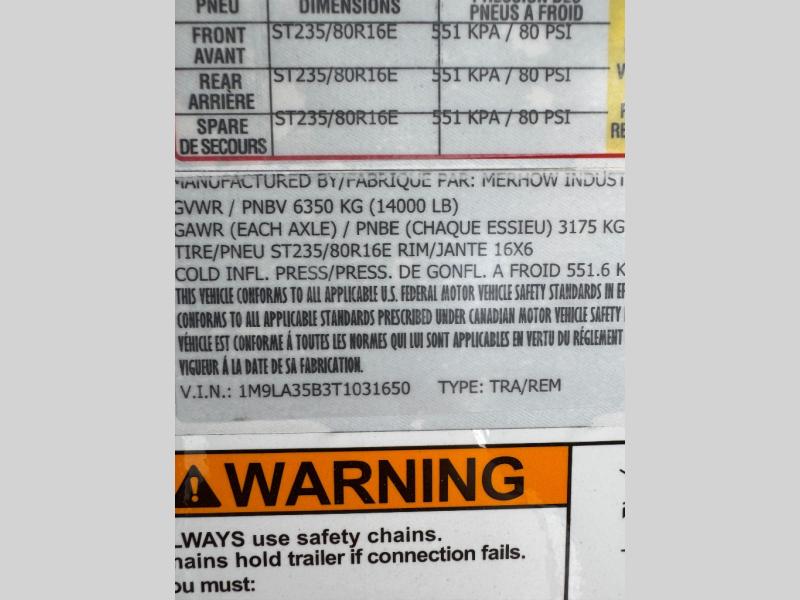 PNEU DIMENSIONS PRESSION DES
PNEUS A FROID
FRONT
AVANT ST235/80R16E 551 KPA / 80 PSI
REAR
ARRIÈRE ST235/80R16E 551 KPA / 80 PSI
SPARE
DE SECOURS ST235/80R16E 551 KPA / 80 PSI
RE
MANUFACTURED BY/FABRIQUE PAR: MERHOW INDUST
GVWR / PNBV 6350 KG (14000 LB)
GAWR (EACH AXLE) / PNBE (CHAQUE ESSIEU) 3175 KG
TIRE/PNEU ST235/80R16E RIM/JANTE 16X6
COLD INFL. PRESS/PRESS. DE GONFL. A FROID 551.6 K
THIS VEHICLE CONFORMS TO ALL APPLICABLE U.S. FEDERAL MOTOR VEHICLE SAFETY STANDARDS IN EF
CONFORMS TO ALL APPLICABLE STANDARDS PRESCRIBED UNDER CANADIAN MOTOR VEHICLE SAFETY
VÉHICLE EST CONFORME Á TOUTES LES NORMES QUI LUI SONT APPLICABLES EN VERTU DU RÉGLEMENT
VIGUEUR Á LA DATE DE SA FABRICATION.
V.I.N.: 1M9LA35B3T1031650 TYPE: TRA/REM
WARNING
LWAYS use safety chains.
hains hold trailer if connection fails.
ou must: